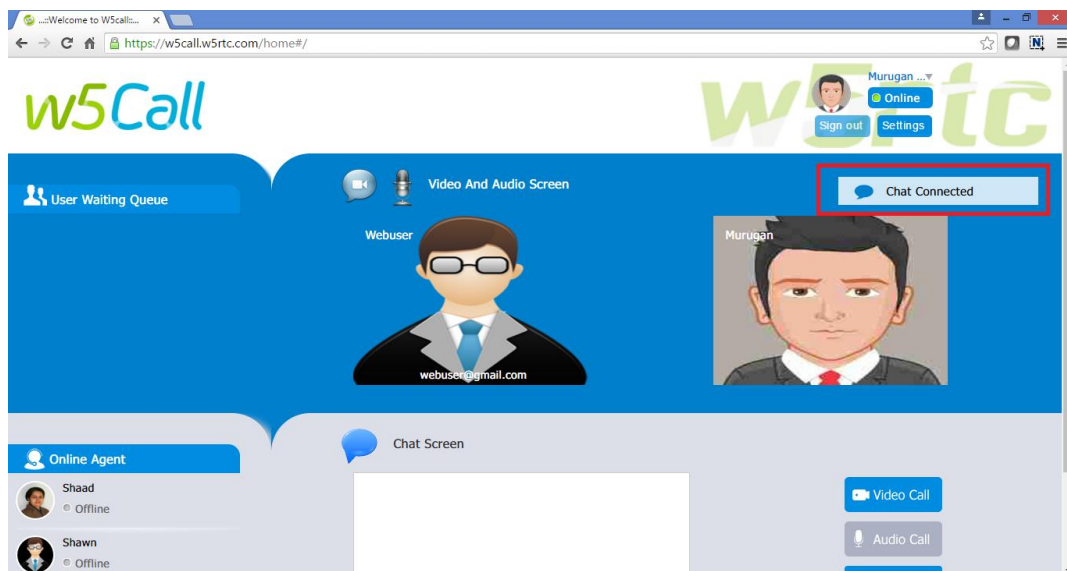 ...::Welcome to W5call::...
https://w5call.w5rtc.com/home#/
w5Call
w5rtc
Murugan ...
Online
Sign out
Settings
User Waiting Queue
Video And Audio Screen
Chat Connected
Webuser
webuser@gmail.com
Murugan
Online Agent
Shaad
Offline
Shawn
Offline
Chat Screen
Video Call
Audio Call